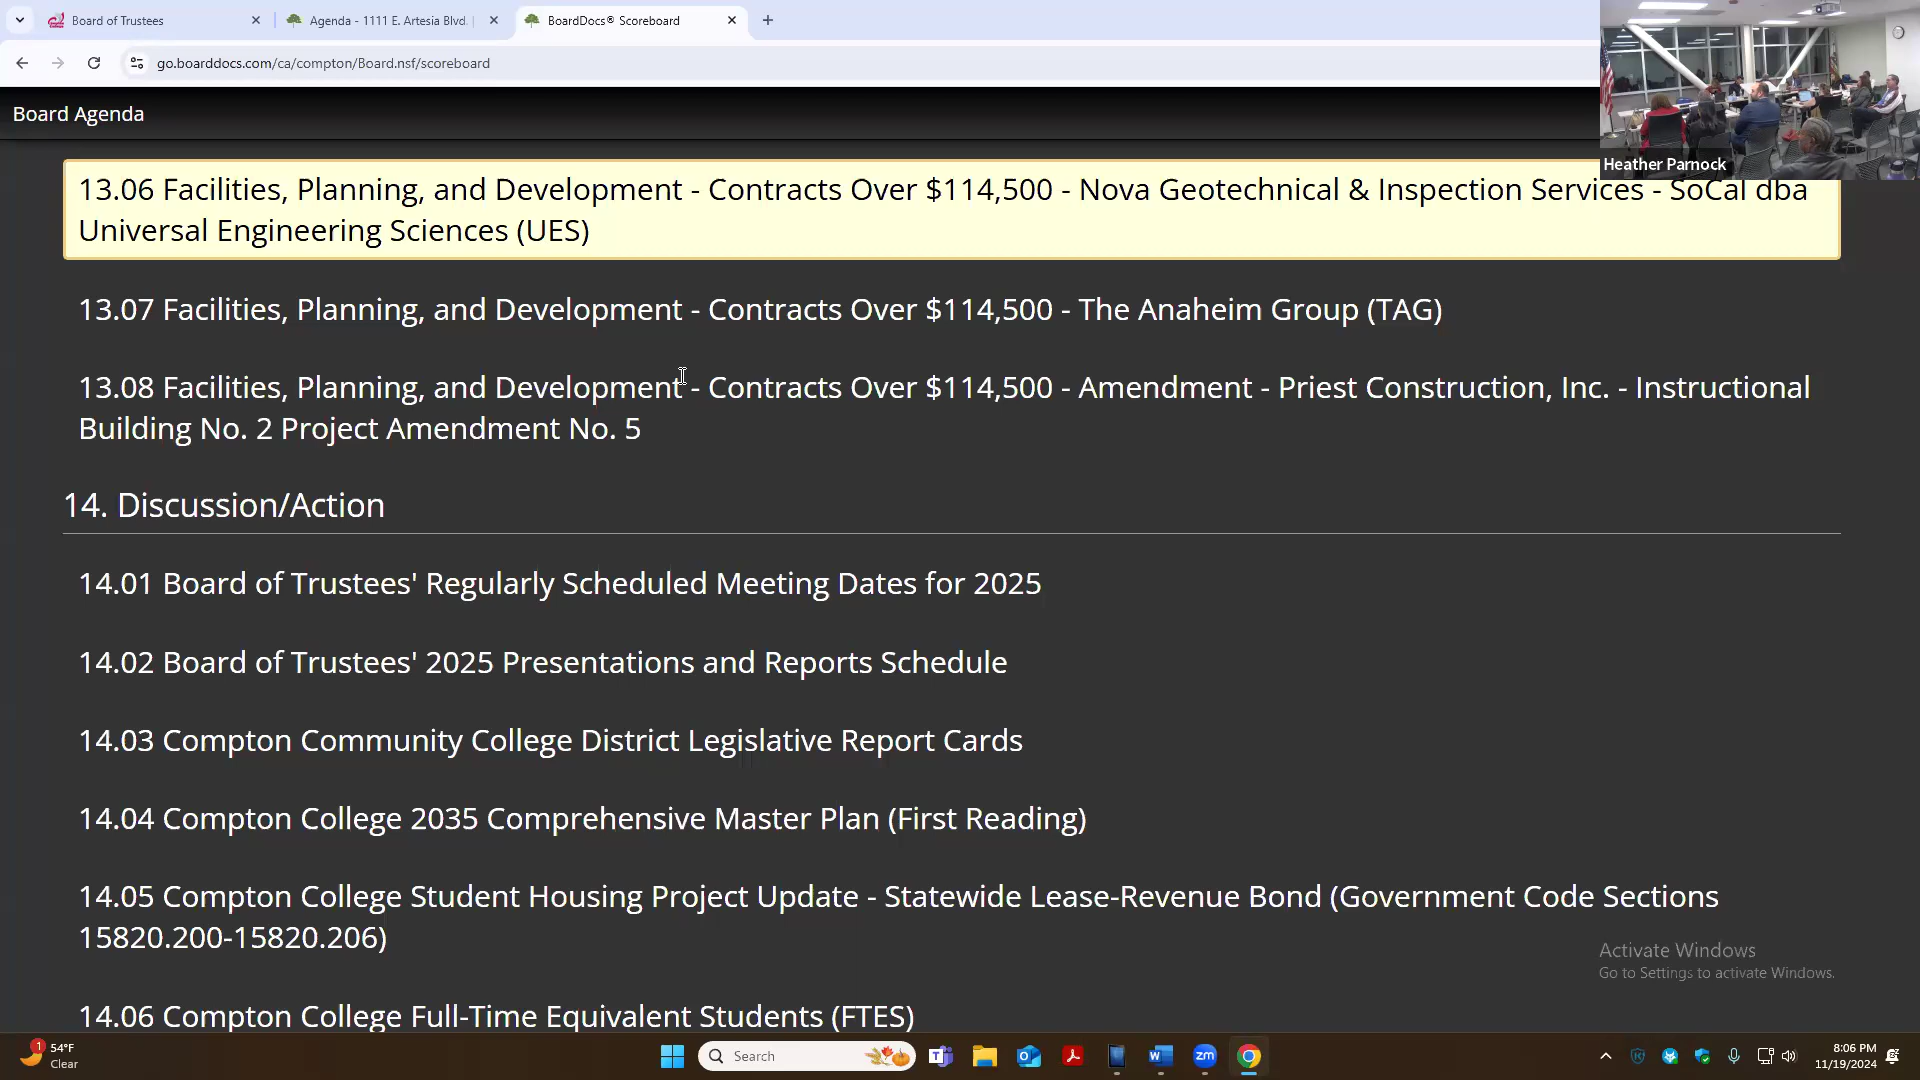 Board of Trustees
Agenda - 1111 E. Artesia Blvd.
BoardDocs® Scoreboard
go.boarddocs.com/ca/compton/Board.nsf/scoreboard
Board Agenda
Heather Parnock
13.06 Facilities, Planning, and Development - Contracts Over $114,500 - Nova Geotechnical & Inspection Services - SoCal dba
Universal Engineering Sciences (UES)
13.07 Facilities, Planning, and Development - Contracts Over $114,500 - The Anaheim Group (TAG)
13.08 Facilities, Planning, and Development - Contracts Over $114,500 - Amendment - Priest Construction, Inc. - Instructional
Building No. 2 Project Amendment No. 5
14. Discussion/Action
14.01 Board of Trustees' Regularly Scheduled Meeting Dates for 2025
14.02 Board of Trustees' 2025 Presentations and Reports Schedule
14.03 Compton Community College District Legislative Report Cards
14.04 Compton College 2035 Comprehensive Master Plan (First Reading)
14.05 Compton College Student Housing Project Update - Statewide Lease-Revenue Bond (Government Code Sections
15820.200-15820.206)
Activate Windows
Go to Settings to activate Windows.
14.06 Compton College Full-Time Equivalent Students (FTES)
1
54°F
Clear
Search
zm
8:06 PM
11/19/2024